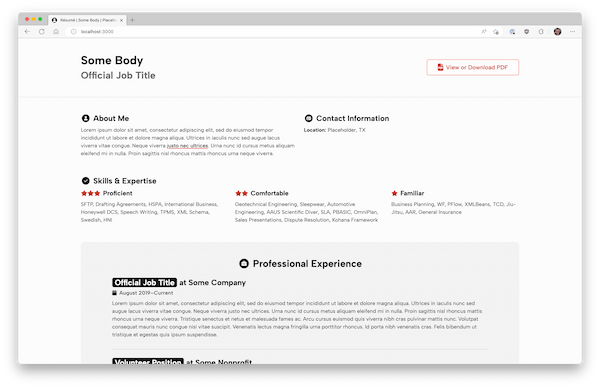 Résumé | Some Body | Placeh
localhost:3000
Some Body
Official Job Title
View or Download PDF
About Me
Lorem ipsum dolor sit amet, consectetur adipiscing elit, sed do eiusmod tempor
incididunt ut labore et dolore magna aliqua. Ultrices in iaculis nunc sed augue lacus
viverra vitae congue. Neque viverra justo nec ultrices. Urna nunc id cursus metus aliquam
eleifend mi in nulla. Proin sagittis nisl rhoncus mattis rhoncus urna neque viverra.
Contact Information
Location: Placeholder, TX
Skills & Expertise
Proficient
SFTP, Drafting Agreements, HSPA, International Business,
Honeywell DCS, Speech Writing, TPMS, XML Schema,
Swedish, HNI
Comfortable
Geotechnical Engineering, Sleepwear, Automotive
Engineering, AAUS Scientific Diver, SLA, PBASIC, OmniPlan,
Sales Presentations, Dispute Resolution, Kohana Framework
Familiar
Business Planning, WF, PFlow, XMLBeans, TCD, Jiu-
Jitsu, AAR, General Insurance
Professional Experience
Official Job Title at Some Company
August 2019–Current
Lorem ipsum dolor sit amet, consectetur adipiscing elit, sed do eiusmod tempor incididunt ut labore et dolore magna aliqua. Ultrices in iaculis nunc sed
augue lacus viverra vitae congue. Neque viverra justo nec ultrices. Urna nunc id cursus metus aliquam eleifend mi in nulla. Proin sagittis nisl rhoncus mattis
rhoncus urna neque viverra. Tristique senectus et netus et malesuada fames ac. Arcu cursus euismod quis viverra nibh cras pulvinar mattis nunc. Volutpat
consequat mauris nunc congue nisi vitae suscipit. Venenatis lectus magna fringilla urna porttitor rhoncus. Id porta nibh venenatis cras. Felis bibendum ut
tristique et egestas quis ipsum suspendisse.
Volunteer Position at Some Nonprofit